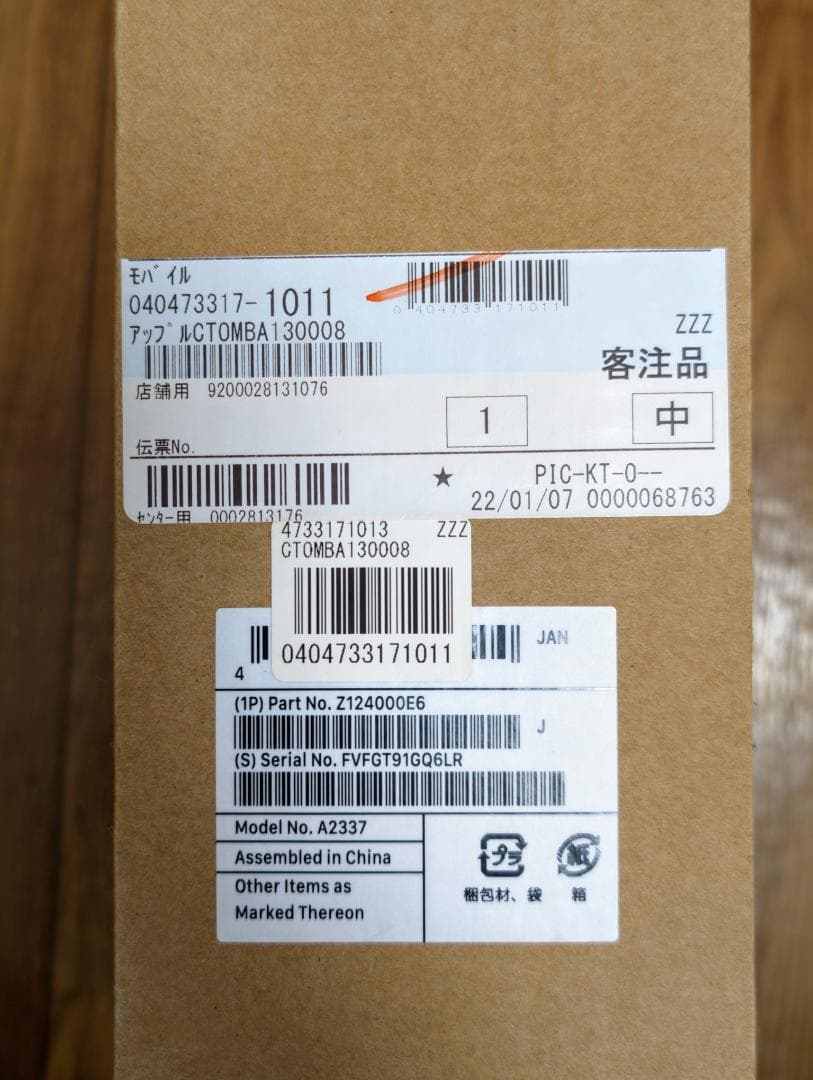 ﾓﾊﾞｲﾙ
040473317-1011
0 404733 171011
ｱｯﾌﾟﾙCTOMBA130008
ZZZ
客注品
店舗用 9200028131076
1
中
伝票No.
★ PIC-KT-0--
22/01/07 0000068763
ｾﾝﾀｰ用 0002813176
4733171013 ZZZ
CTOMBA130008
0404733171011
JAN
4
(1P) Part No. Z124000E6
J
(S) Serial No. FVFGT91GQ6LR
Model No. A2337
Assembled in China
Other Items as
Marked Thereon
プラ
紙
梱包材、袋
箱